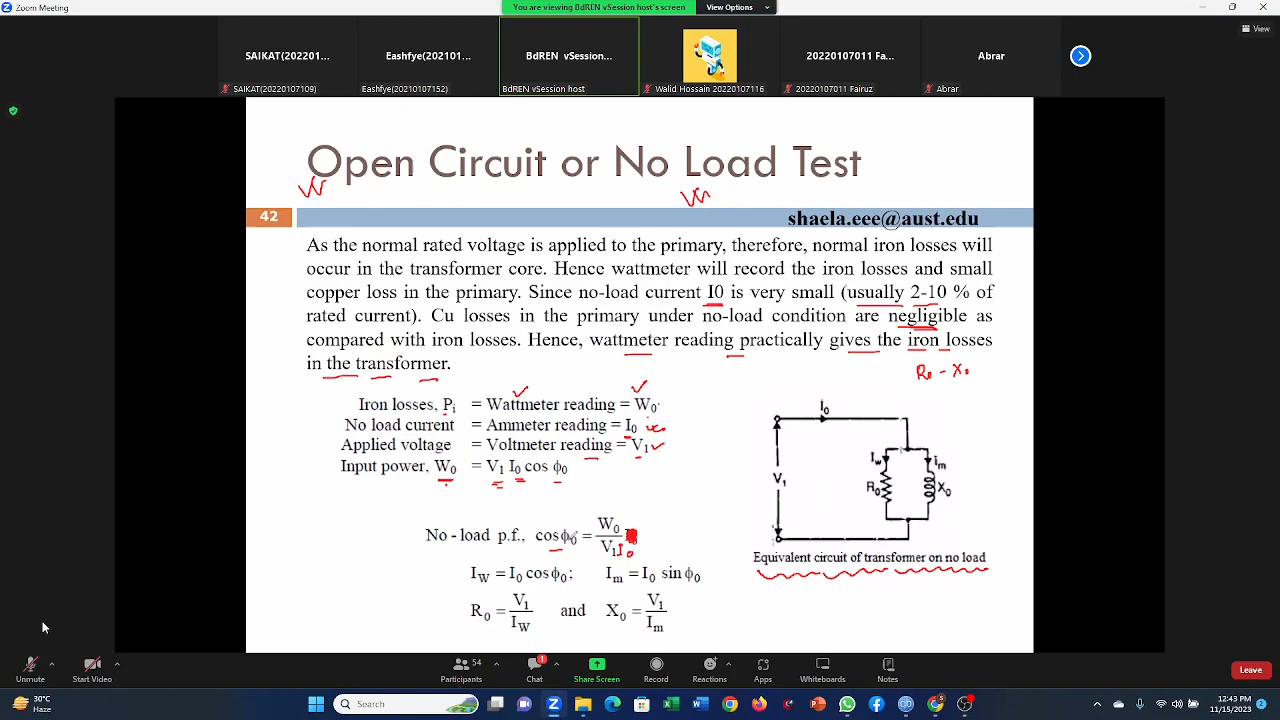 Zoom Meeting
You are viewing BdREN vSession host's screen
View Options
View
SAIKAT(202201...
Eashfye(202101...
BdREN vSession...
20220107011 Fa...
Abrar
SAIKAT(20220107109)
Eashfye(20210107152)
BdREN vSession host
Walid Hossain 20220107116
20220107011 Fairuz
Abrar
Open Circuit or No Load Test
42
shaela.eee@aust.edu
As the normal rated voltage is applied to the primary, therefore, normal iron losses will
occur in the transformer core. Hence wattmeter will record the iron losses and small
copper loss in the primary. Since no-load current I0 is very small (usually 2-10 % of
rated current). Cu losses in the primary under no-load condition are negligible as
compared with iron losses. Hence, wattmeter reading practically gives the iron losses
in the transformer.
R₀ - X₀
Iron losses, Pi = Wattmeter reading = W₀
No load current = Ammeter reading = I₀
Applied voltage = Voltmeter reading = V₁
Input power, W₀ = V₁ I₀ cos ϕ₀
No - load p.f., cosϕ₀ = W₀ / V₁ I₀
I_W = I₀ cosϕ₀; I_m = I₀ sinϕ₀
R₀ = V₁ / I_W and X₀ = V₁ / I_m
I₀
V₁
I_w
I_m
R₀
X₀
Equivalent circuit of transformer on no load
Unmute
Start Video
54
Participants
1
Chat
Share Screen
Record
Reactions
Apps
Whiteboards
Notes
Leave
30°C
Haze
Search
12:43 PM
11/15/2023